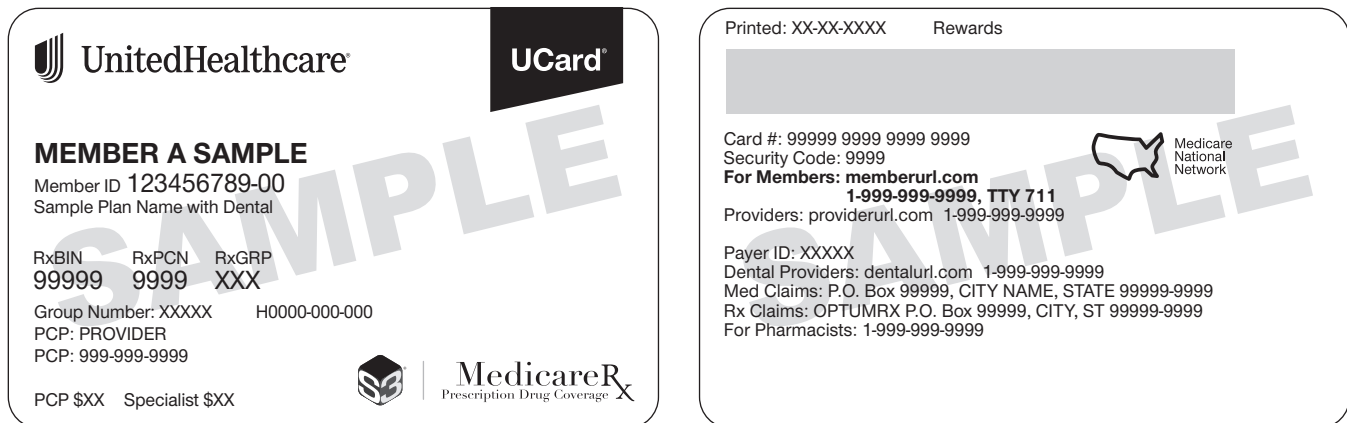 UnitedHealthcare®
UCard®
SAMPLE
MEMBER A SAMPLE
Member ID 123456789-00
Sample Plan Name with Dental
RxBIN RxPCN RxGRP
99999 9999 XXX
Group Number: XXXXX H0000-000-000
PCP: PROVIDER
PCP: 999-999-9999
PCP $XX Specialist $XX
S3
MedicareRx
Prescription Drug Coverage
Printed: XX-XX-XXXX Rewards
SAMPLE
Card #: 99999 9999 9999 9999
Security Code: 9999
For Members: memberurl.com
1-999-999-9999, TTY 711
Providers: providerurl.com 1-999-999-9999
Medicare
National
Network
Payer ID: XXXXX
Dental Providers: dentalurl.com 1-999-999-9999
Med Claims: P.O. Box 99999, CITY NAME, STATE 99999-9999
Rx Claims: OPTUMRX P.O. Box 99999, CITY, ST 99999-9999
For Pharmacists: 1-999-999-9999